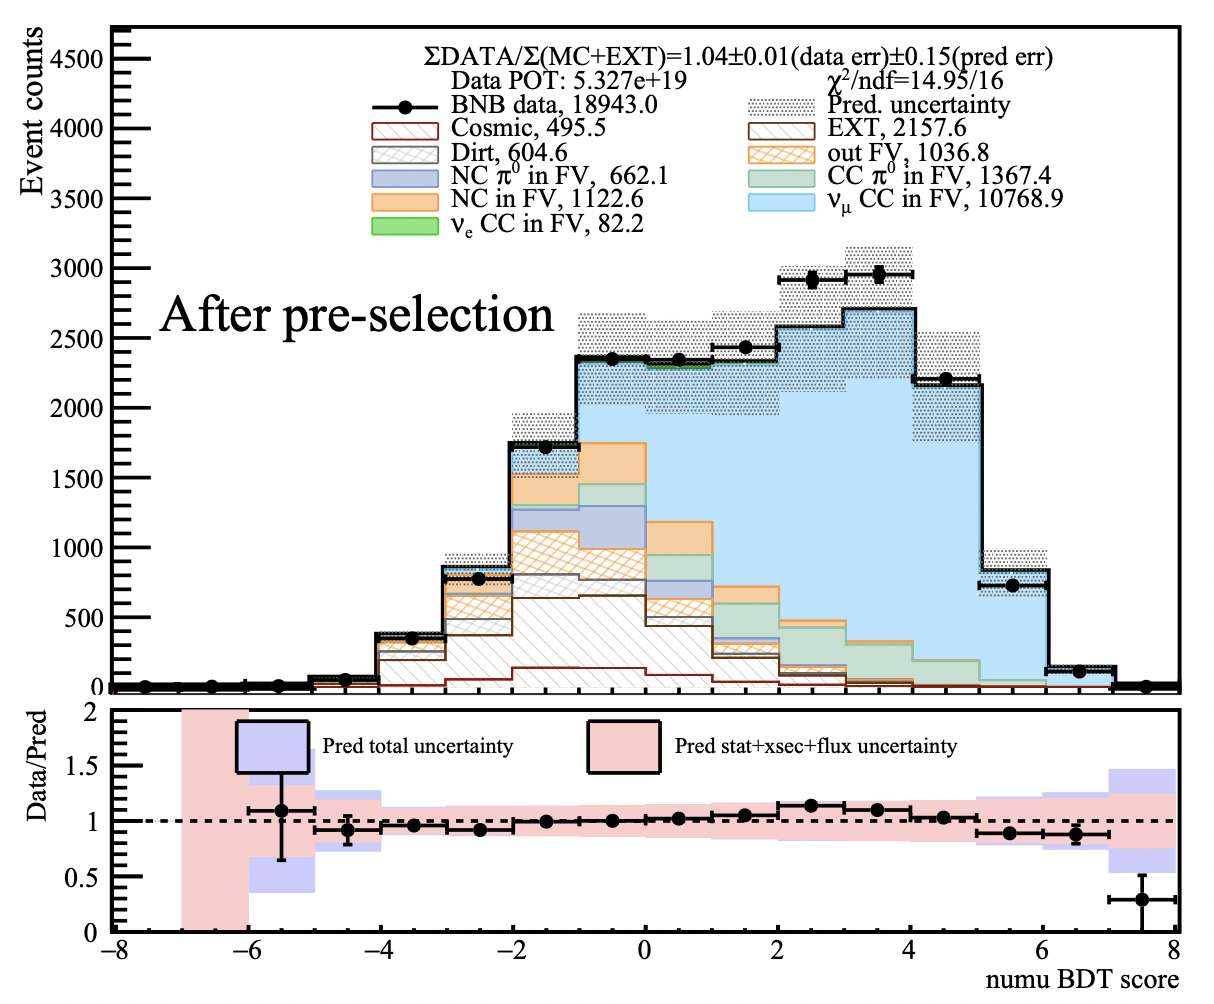 ΣDATA/Σ(MC+EXT)=1.04±0.01(data err)±0.15(pred err)
Data POT: 5.327e+19 χ²/ndf=14.95/16
BNB data, 18943.0 Pred. uncertainty
Cosmic, 495.5 EXT, 2157.6
Dirt, 604.6 out FV, 1036.8
NC π⁰ in FV, 662.1 CC π⁰ in FV, 1367.4
NC in FV, 1122.6 νμ CC in FV, 10768.9
νe CC in FV, 82.2
After pre-selection
Event counts
4500
4000
3500
3000
2500
2000
1500
1000
500
0
Data/Pred
2
1.5
1
0.5
0
Pred total uncertainty Pred stat+xsec+flux uncertainty
−8 −6 −4 −2 0 2 4 6 8
numu BDT score